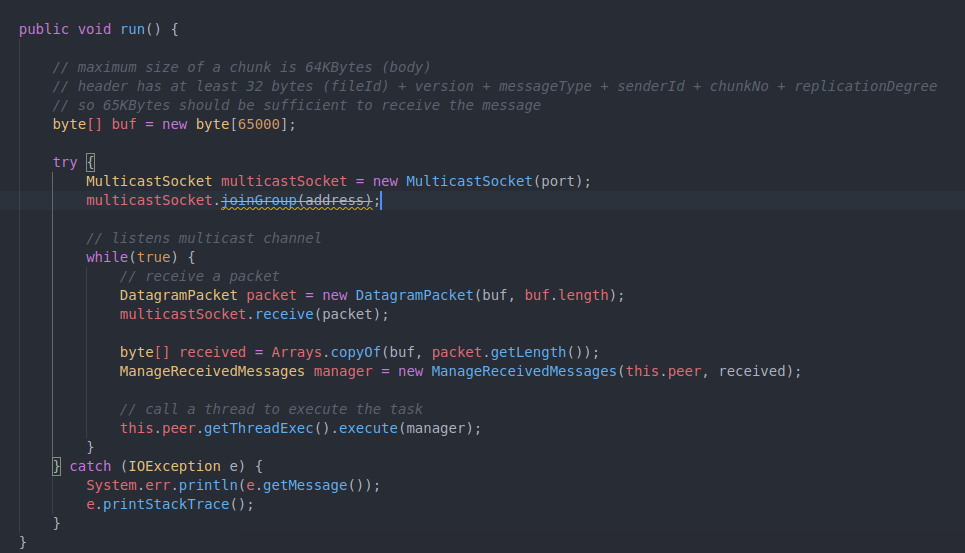 public void run() {
// maximum size of a chunk is 64KBytes (body)
// header has at least 32 bytes (fileId) + version + messageType + senderId + chunkNo + replicationDegree
// so 65KBytes should be sufficient to receive the message
byte[] buf = new byte[65000];
try {
MulticastSocket multicastSocket = new MulticastSocket(port);
multicastSocket.joinGroup(address);
// listens multicast channel
while(true) {
// receive a packet
DatagramPacket packet = new DatagramPacket(buf, buf.length);
multicastSocket.receive(packet);
byte[] received = Arrays.copyOf(buf, packet.getLength());
ManageReceivedMessages manager = new ManageReceivedMessages(this.peer, received);
// call a thread to execute the task
this.peer.getThreadExec().execute(manager);
}
} catch (IOException e) {
System.err.println(e.getMessage());
e.printStackTrace();
}
}